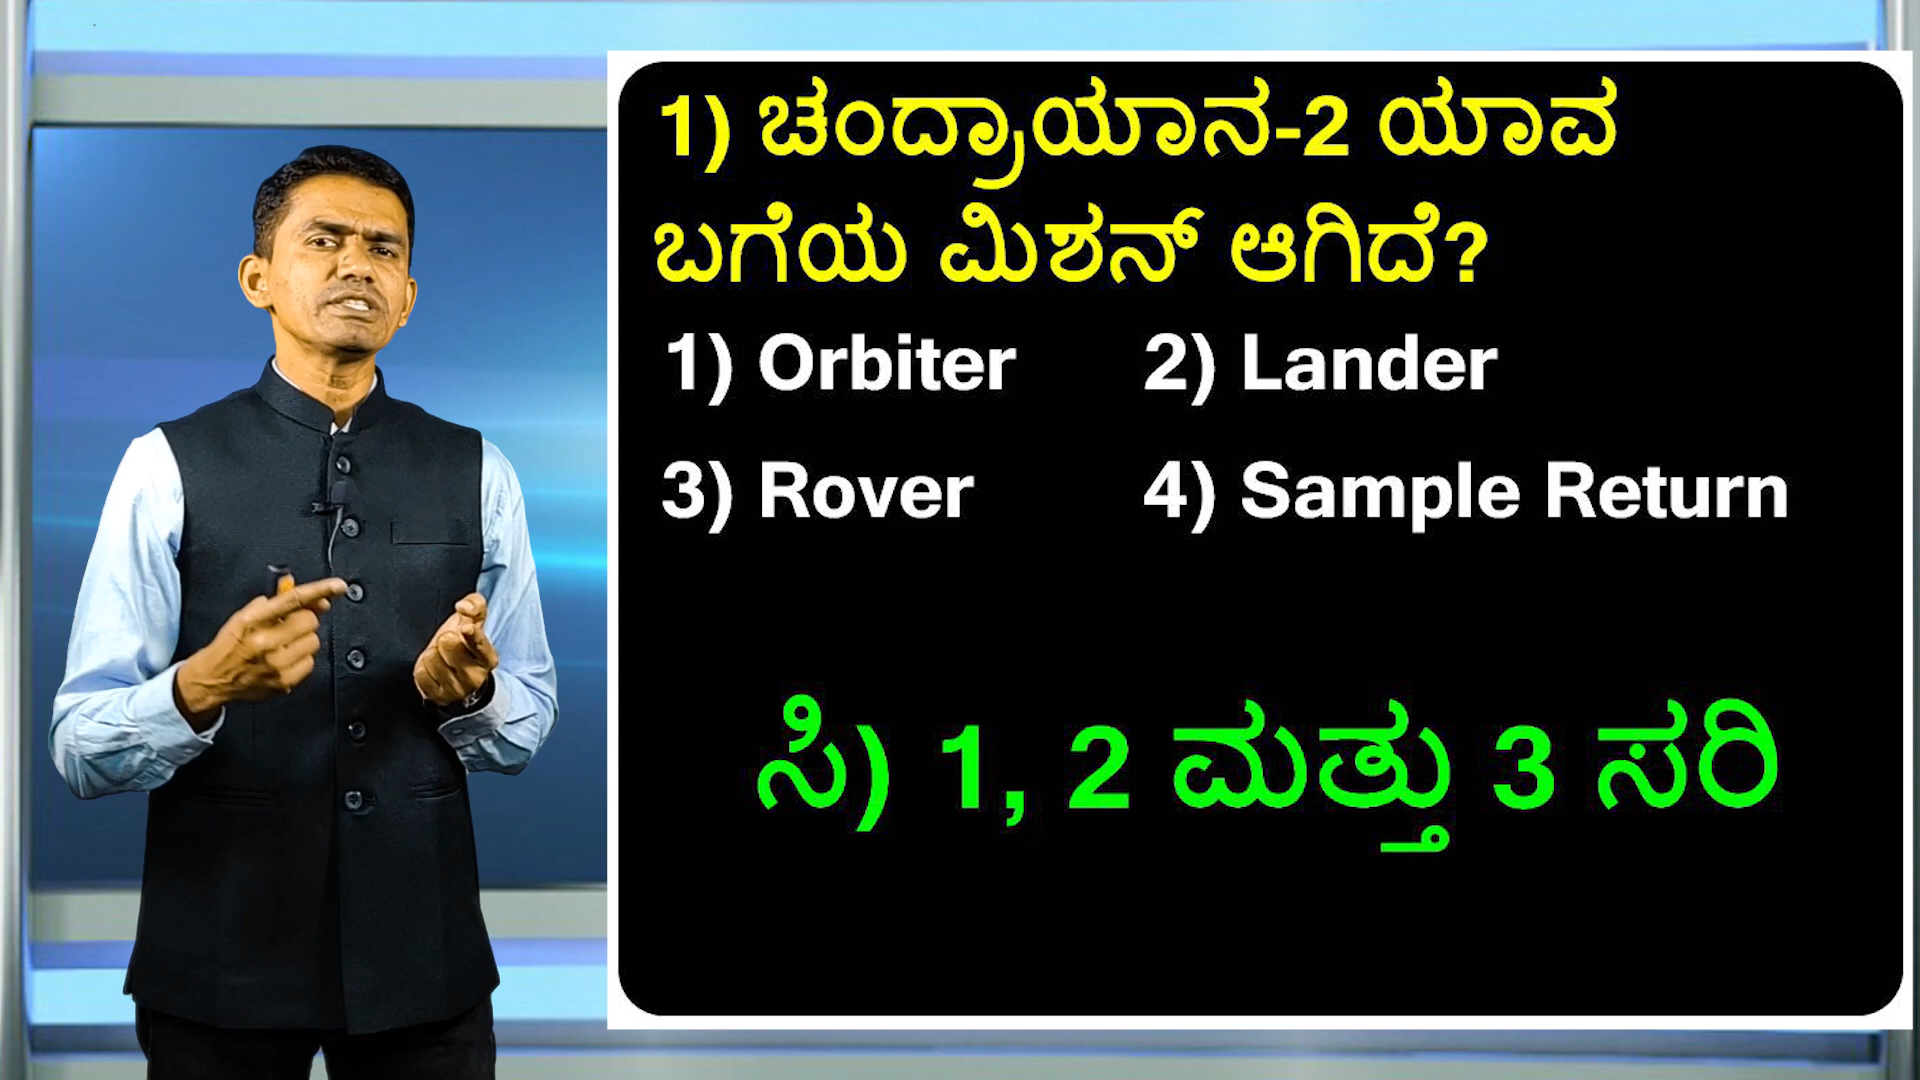 1) ಚಂದ್ರಾಯಾನ-2 ಯಾವ
ಬಗೆಯ ಮಿಶನ್ ಆಗಿದೆ?
1) Orbiter 2) Lander
3) Rover 4) Sample Return
ಸಿ) 1, 2 ಮತ್ತು 3 ಸರಿ